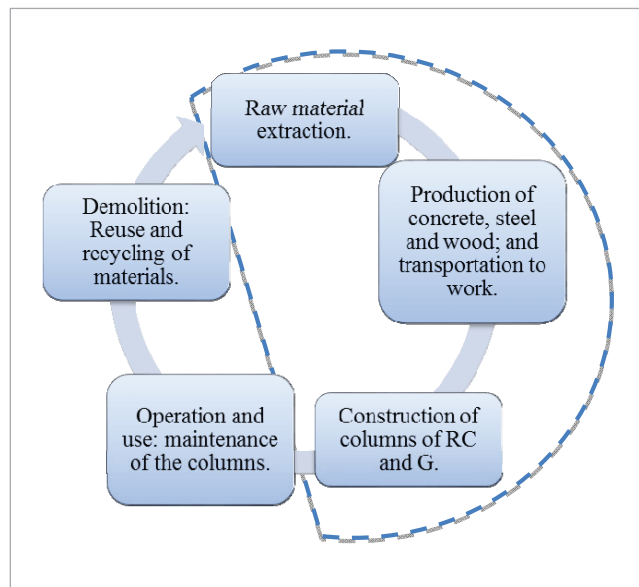 Raw material
extraction.
Production of
concrete, steel
and wood; and
transportation to
work.
Construction of
columns of RC
and G.
Operation and
use: maintenance
of the columns.
Demolition:
Reuse and
recycling of
materials.